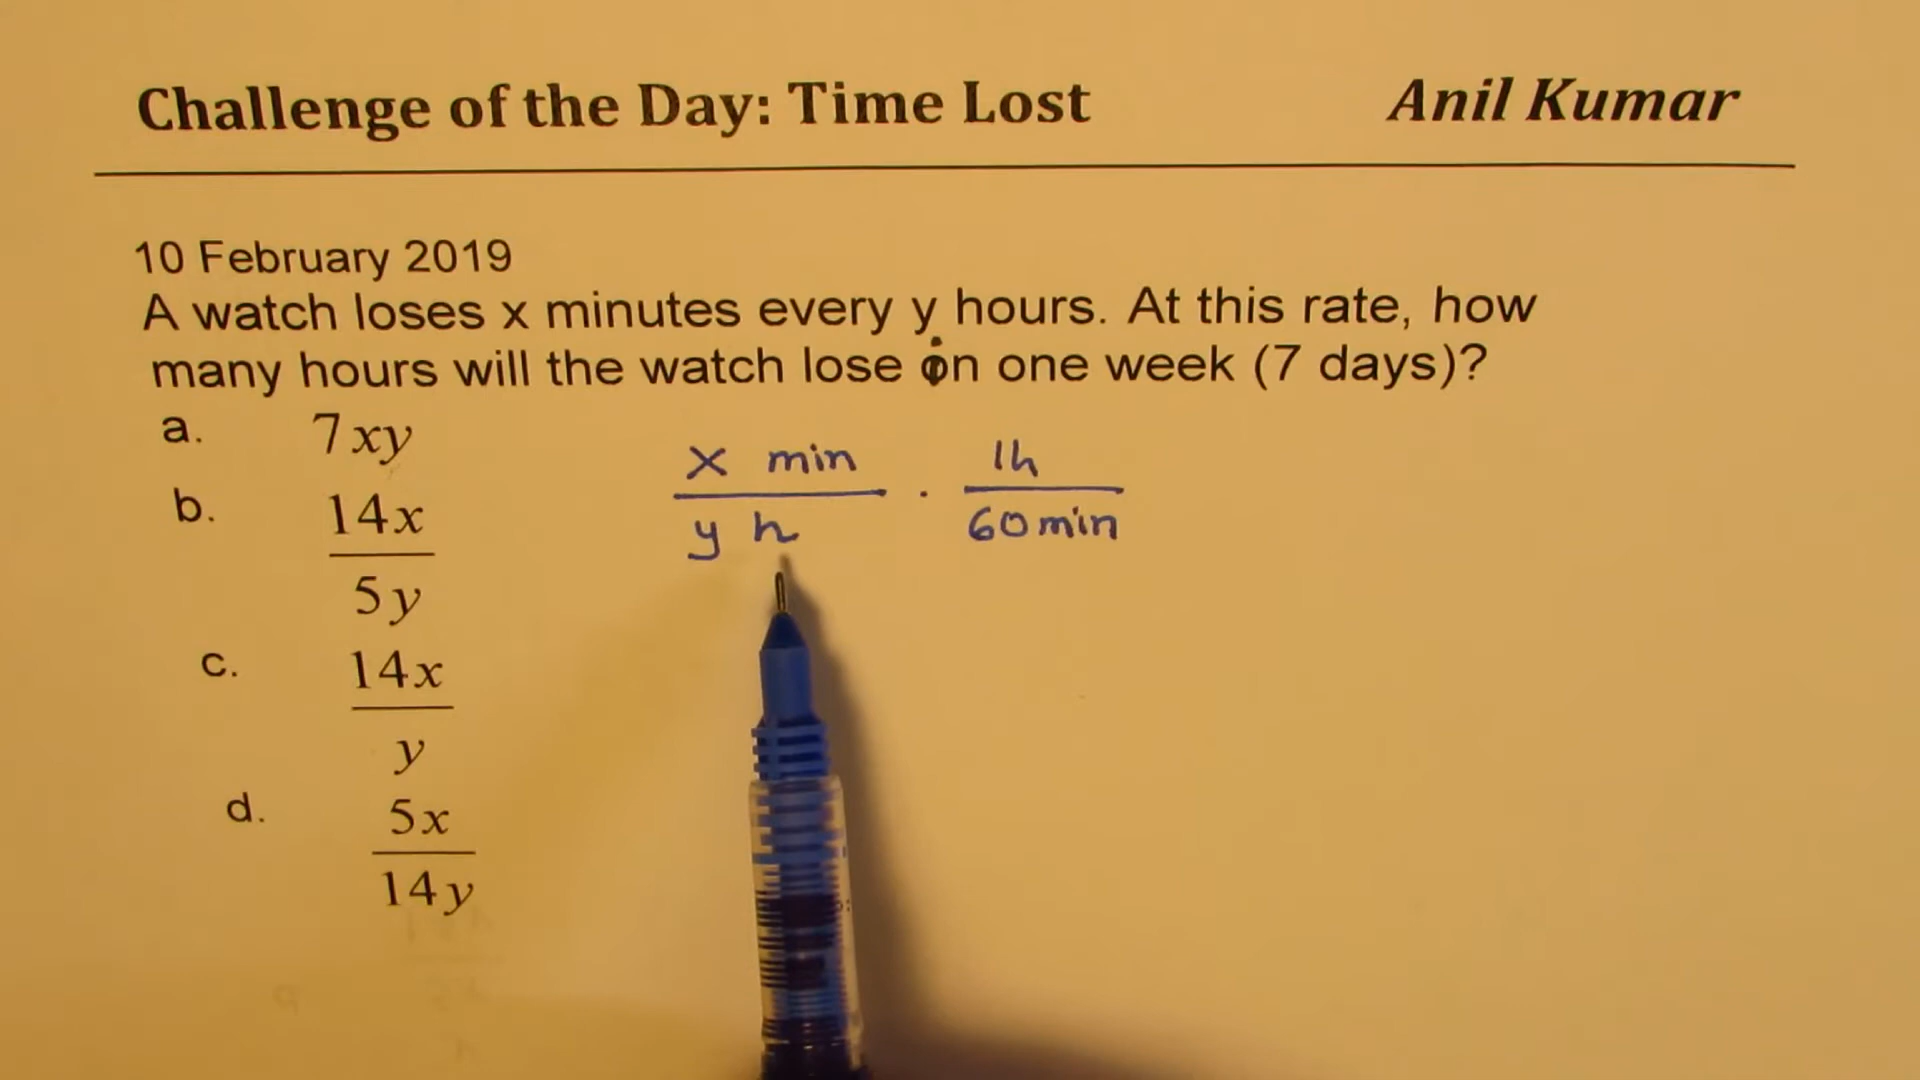 Challenge of the Day: Time Lost Anil Kumar
10 February 2019
A watch loses x minutes every y hours. At this rate, how
many hours will the watch lose in one week (7 days)?
a. 7xy
b. 14x
5y
c. 14x
y
d. 5x
14y
x min . 1h
y h 60 min